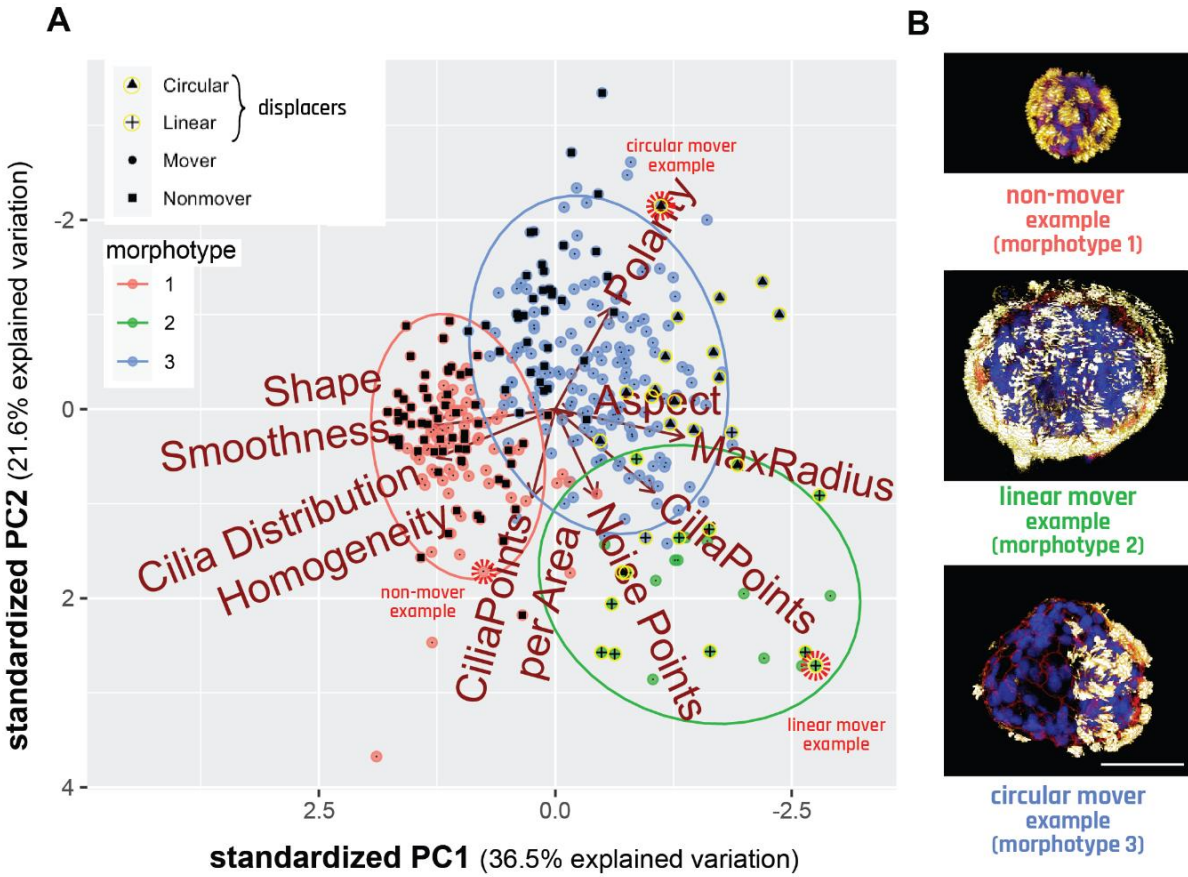 A
B
Circular
Linear
displacers
Mover
Nonmover
morphotype
1
2
3
circular mover
example
Polarity
Shape
Smoothness
Aspect
MaxRadius
Cilia Distribution
Homogeneity
CiliaPoints
per Area
Noise Points
CiliaPoints
non-mover
example
linear mover
example
-2
0
2
4
2.5
0.0
-2.5
standardized PC2 (21.6% explained variation)
standardized PC1 (36.5% explained variation)
non-mover
example
(morphotype 1)
linear mover
example
(morphotype 2)
circular mover
example
(morphotype 3)